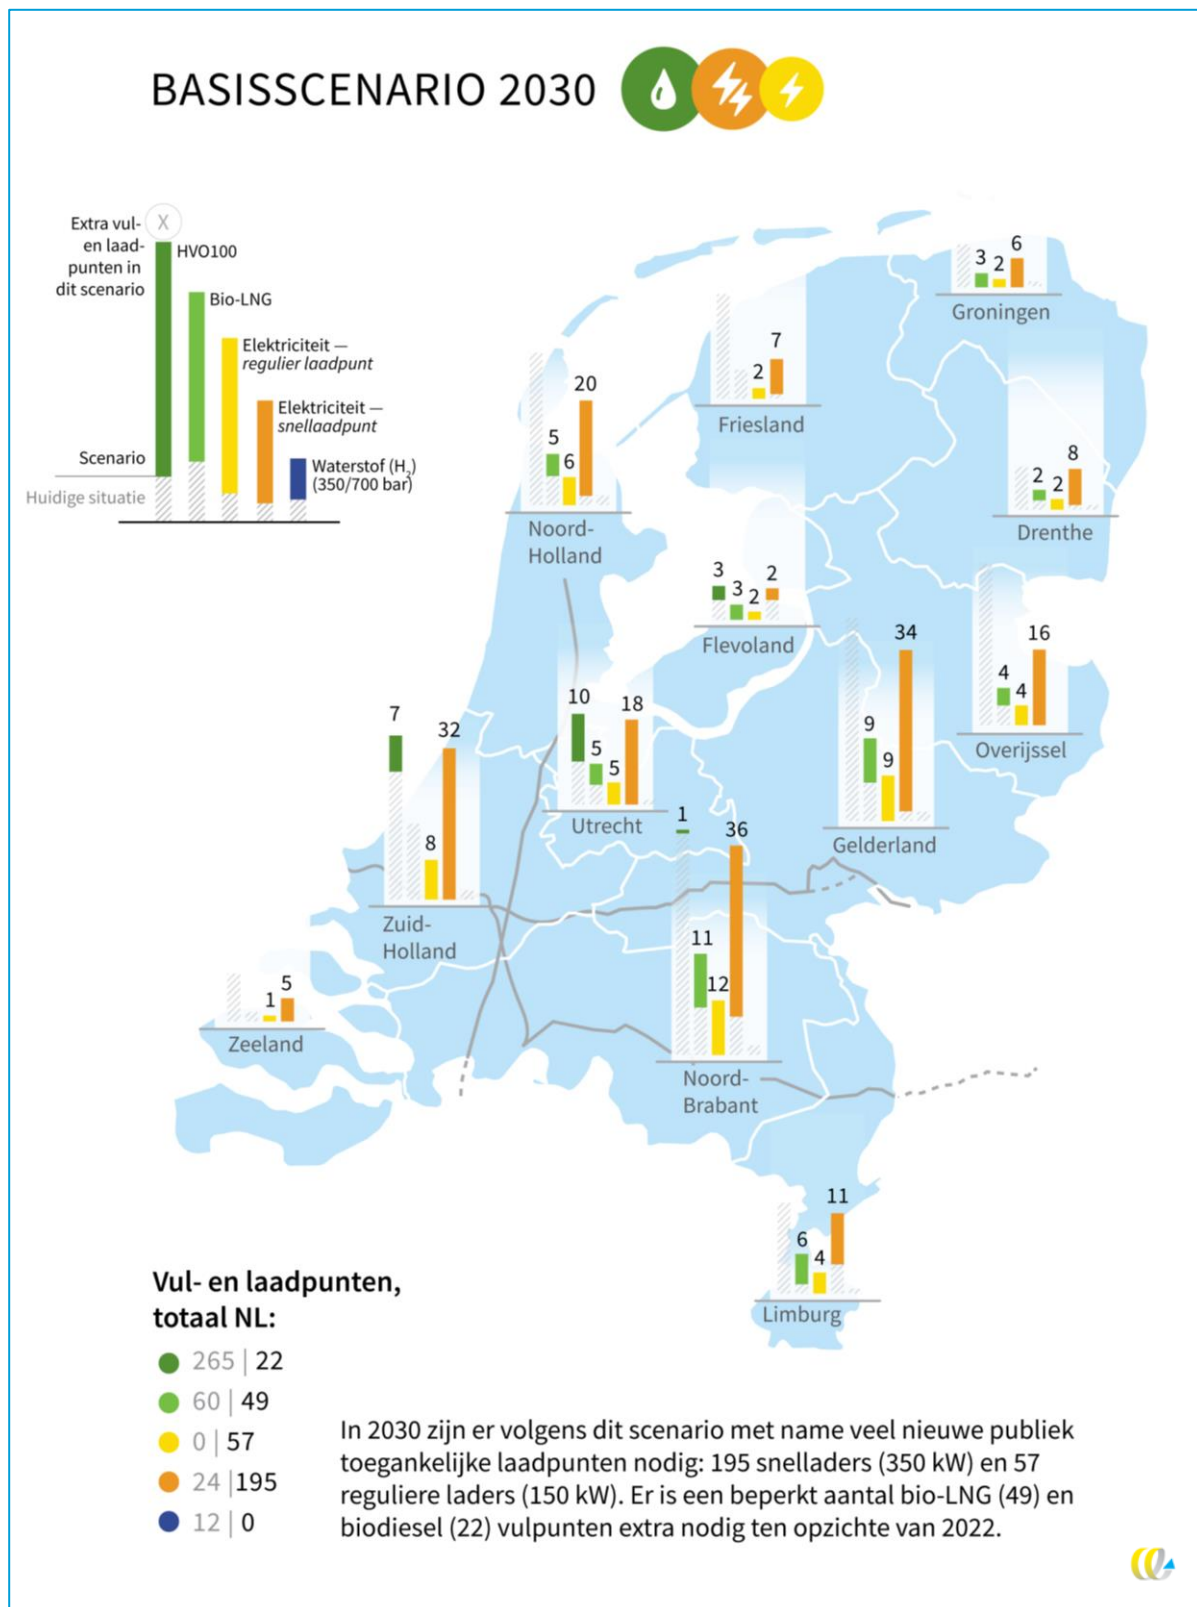 BASISSCENARIO 2030
Extra vul-
en laad-
punten in
dit scenario
X
HVO100
Bio-LNG
Elektriciteit —
regulier laadpunt
Elektriciteit —
snellaadpunt
Waterstof (H₂)
(350/700 bar)
Scenario
Huidige situatie
3 2 6
Groningen
2 7
Friesland
5 6 20
Noord-
Holland
2 2 8
Drenthe
3 3 2 2
Flevoland
4 4 16
Overijssel
9 9 34
Gelderland
10 5 5 18
Utrecht
7 8 32
Zuid-
Holland
1 11 12 36
Noord-
Brabant
1 5
Zeeland
6 4 11
Limburg
Vul- en laadpunten,
totaal NL:
265 | 22
60 | 49
0 | 57
24 |195
12 | 0
In 2030 zijn er volgens dit scenario met name veel nieuwe publiek
toegankelijke laadpunten nodig: 195 snelladers (350 kW) en 57
reguliere laders (150 kW). Er is een beperkt aantal bio-LNG (49) en
biodiesel (22) vulpunten extra nodig ten opzichte van 2022.